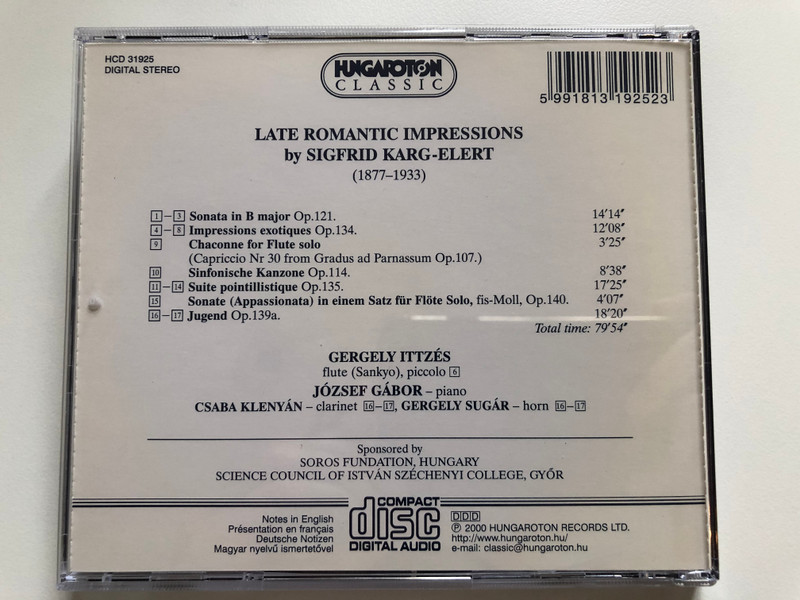 HCD 31925
DIGITAL STEREO
HUNGAROTON
CLASSIC
5 991813 192523
LATE ROMANTIC IMPRESSIONS
by SIGFRID KARG-ELERT
(1877–1933)
1–3 Sonata in B major Op.121. 14′14″
4–8 Impressions exotiques Op.134. 12′08″
9 Chaconne for Flute solo 3′25″
(Capriccio Nr 30 from Gradus ad Parnassum Op.107.)
10 Sinfonische Kanzone Op.114. 8′38″
11–14 Suite pointillistique Op.135. 17′25″
15 Sonate (Appassionata) in einem Satz für Flöte Solo, fis-Moll, Op.140. 4′07″
16–17 Jugend Op.139a. 18′20″
Total time: 79′54″
GERGELY ITTZÉS
flute (Sankyo), piccolo 6
JÓZSEF GÁBOR – piano
CSABA KLENYÁN – clarinet 16–17, GERGELY SUGÁR – horn 16–17
Sponsored by
SOROS FUNDATION, HUNGARY
SCIENCE COUNCIL OF ISTVÁN SZÉCHENYI COLLEGE, GYŐR
Notes in English
Présentation en français
Deutsche Notizen
Magyar nyelvű ismertetővel
COMPACT
disc
DIGITAL AUDIO
DDD
℗ 2000 HUNGAROTON RECORDS LTD.
http://www.hungaroton.hu/
e-mail: classic@hungaroton.hu